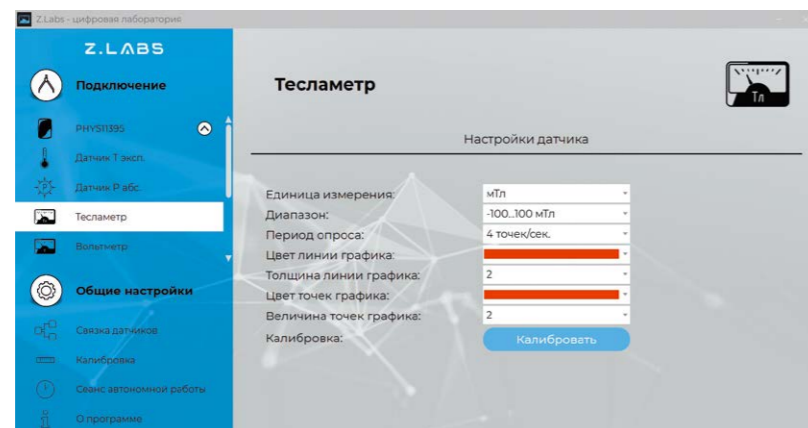 Z.Labs - цифровая лаборатория
Z.LABS
Подключение
PHYS11395
Датчик Т эксп.
Датчик Р абс.
Тесламетр
Вольтметр
Общие настройки
Связка датчиков
Калибровка
Сеанс автономной работы
О программе
Тесламетр
Тл
Настройки датчика
Единица измерения: мТл
Диапазон: -100...100 мТл
Период опроса: 4 точек/сек.
Цвет линии графика:
Толщина линии графика: 2
Цвет точек графика:
Величина точек графика: 2
Калибровка: Калибровать